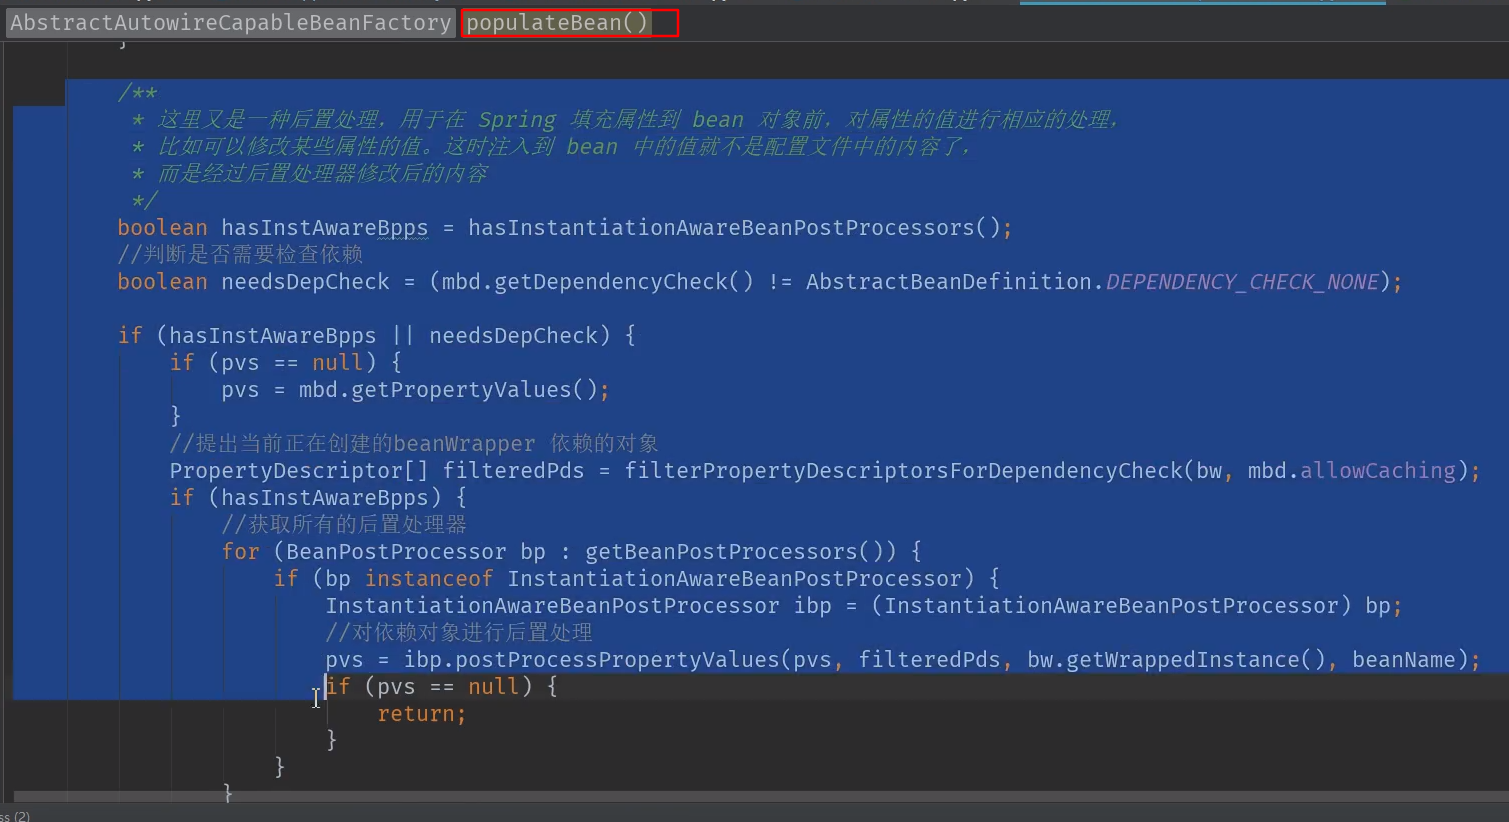 AbstractAutowireCapableBeanFactory populateBean()
}
/**
* 这里又是一种后置处理，用于在 Spring 填充属性到 bean 对象前，对属性的值进行相应的处理，
* 比如可以修改某些属性的值。这时注入到 bean 中的值就不是配置文件中的内容了，
* 而是经过后置处理器修改后的内容
*/
boolean hasInstAwareBpps = hasInstantiationAwareBeanPostProcessors();
//判断是否需要检查依赖
boolean needsDepCheck = (mbd.getDependencyCheck() != AbstractBeanDefinition.DEPENDENCY_CHECK_NONE);
if (hasInstAwareBpps || needsDepCheck) {
if (pvs == null) {
pvs = mbd.getPropertyValues();
}
//提出当前正在创建的beanWrapper 依赖的对象
PropertyDescriptor[] filteredPds = filterPropertyDescriptorsForDependencyCheck(bw, mbd.allowCaching);
if (hasInstAwareBpps) {
//获取所有的后置处理器
for (BeanPostProcessor bp : getBeanPostProcessors()) {
if (bp instanceof InstantiationAwareBeanPostProcessor) {
InstantiationAwareBeanPostProcessor ibp = (InstantiationAwareBeanPostProcessor) bp;
//对依赖对象进行后置处理
pvs = ibp.postProcessPropertyValues(pvs, filteredPds, bw.getWrappedInstance(), beanName);
if (pvs == null) {
return;
}
}
}
ss (2)